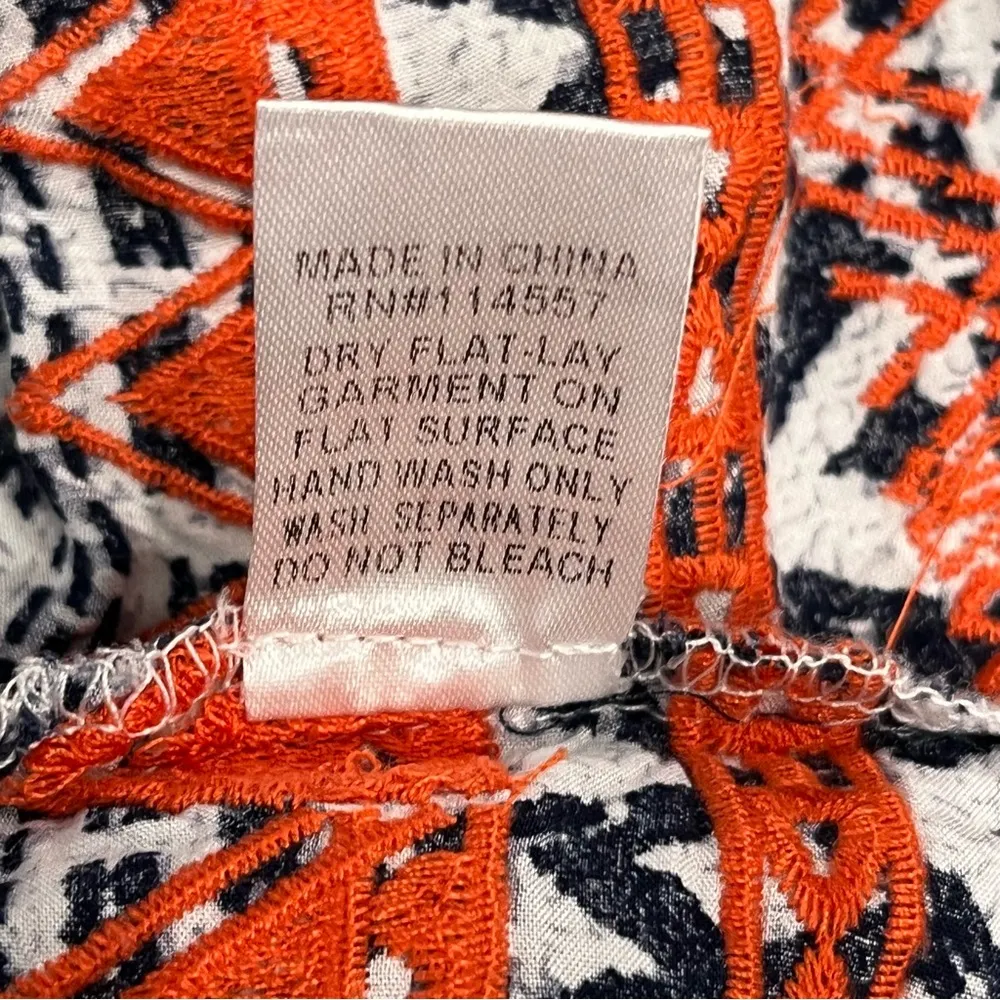 MADE IN CHINA
RN#114557
DRY FLAT-LAY
GARMENT ON
FLAT SURFACE
HAND WASH ONLY
WASH SEPARATELY
DO NOT BLEACH